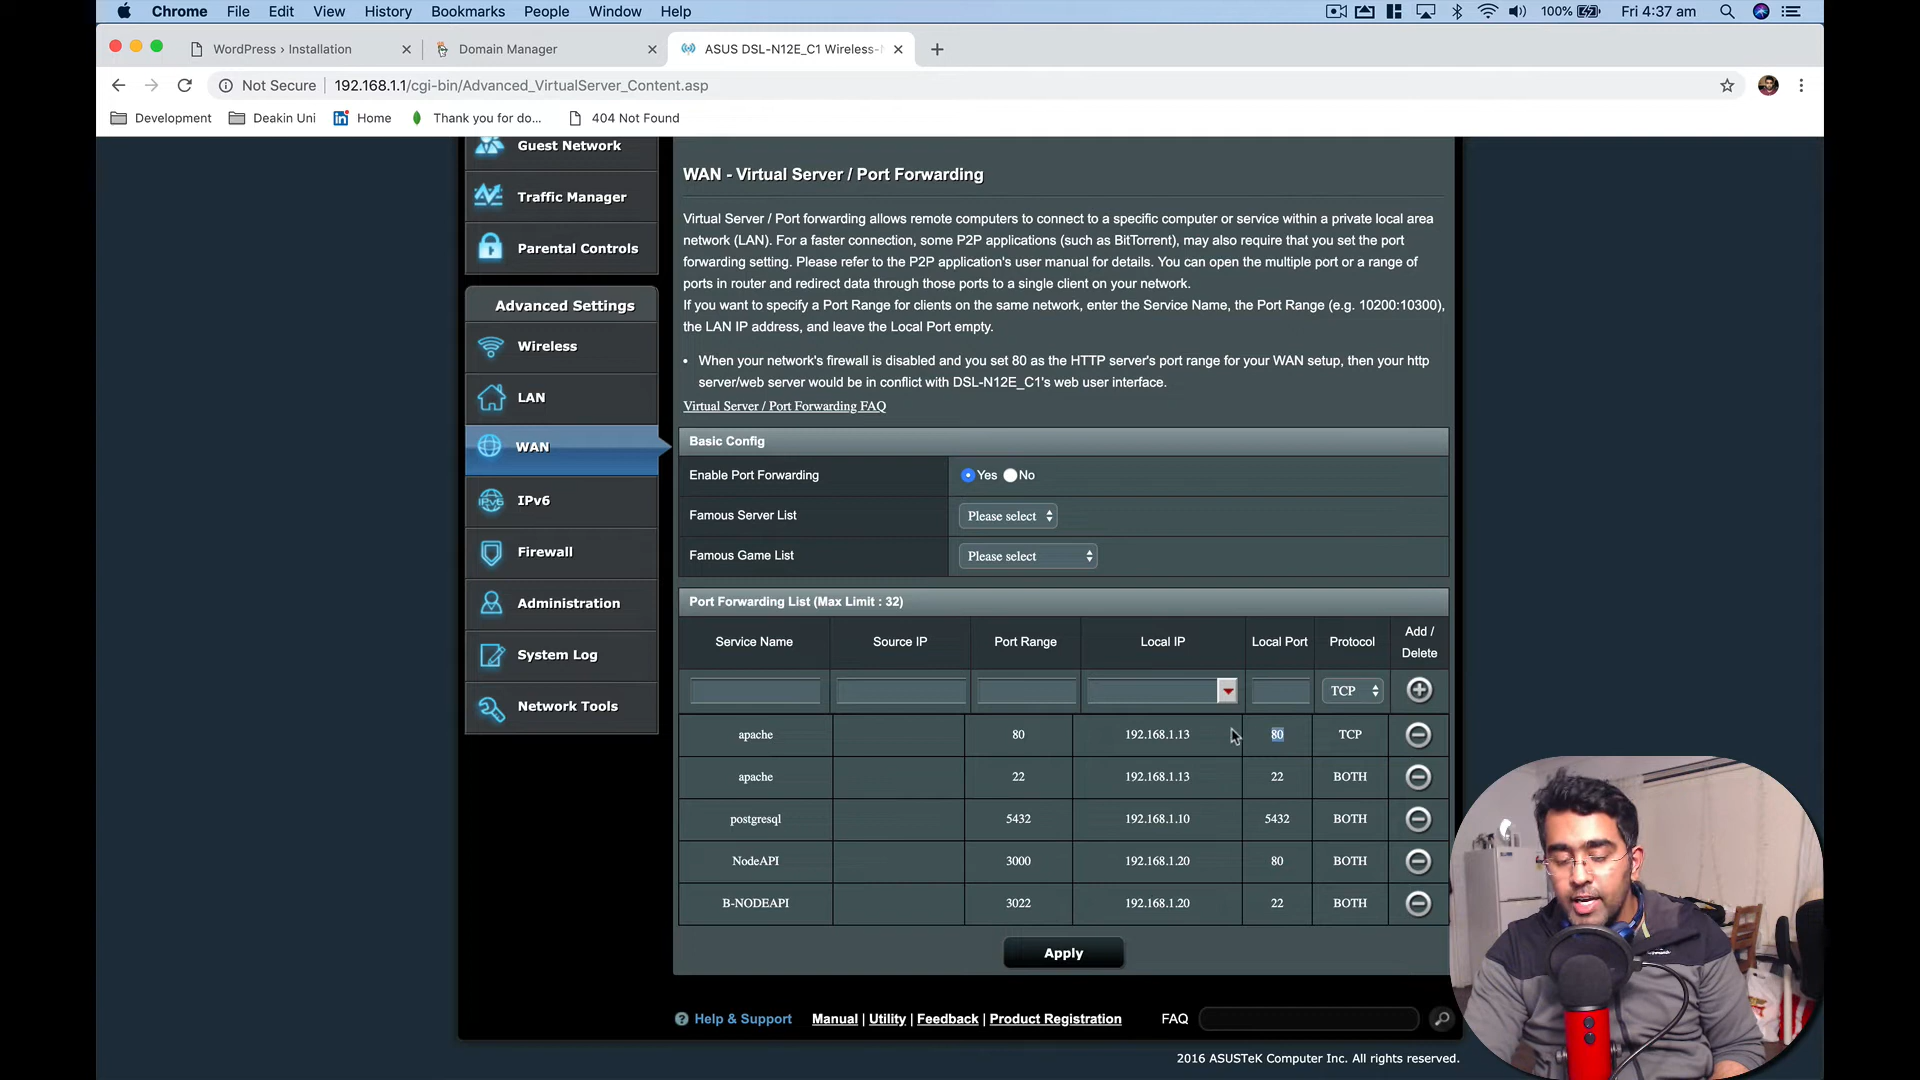 Chrome File Edit View History Bookmarks People Window Help 100% Fri 4:37 am
WordPress › Installation Domain Manager ASUS DSL-N12E_C1 Wireless-
Not Secure 192.168.1.1/cgi-bin/Advanced_VirtualServer_Content.asp
Development Deakin Uni Home Thank you for do... 404 Not Found
Guest Network
Traffic Manager
Parental Controls
Advanced Settings
Wireless
LAN
WAN
IPv6
Firewall
Administration
System Log
Network Tools
WAN - Virtual Server / Port Forwarding
Virtual Server / Port forwarding allows remote computers to connect to a specific computer or service within a private local area
network (LAN). For a faster connection, some P2P applications (such as BitTorrent), may also require that you set the port
forwarding setting. Please refer to the P2P application's user manual for details. You can open the multiple port or a range of
ports in router and redirect data through those ports to a single client on your network.
If you want to specify a Port Range for clients on the same network, enter the Service Name, the Port Range (e.g. 10200:10300),
the LAN IP address, and leave the Local Port empty.
• When your network's firewall is disabled and you set 80 as the HTTP server's port range for your WAN setup, then your http
server/web server would be in conflict with DSL-N12E_C1's web user interface.
Virtual Server / Port Forwarding FAQ
Basic Config
Enable Port Forwarding Yes No
Famous Server List Please select
Famous Game List Please select
Port Forwarding List (Max Limit : 32)
Service Name Source IP Port Range Local IP Local Port Protocol Add /
Delete
TCP
apache 80 192.168.1.13 80 TCP
apache 22 192.168.1.13 22 BOTH
postgresql 5432 192.168.1.10 5432 BOTH
NodeAPI 3000 192.168.1.20 80 BOTH
B-NODEAPI 3022 192.168.1.20 22 BOTH
Apply
Help & Support Manual | Utility | Feedback | Product Registration FAQ
2016 ASUSTeK Computer Inc. All rights reserved.